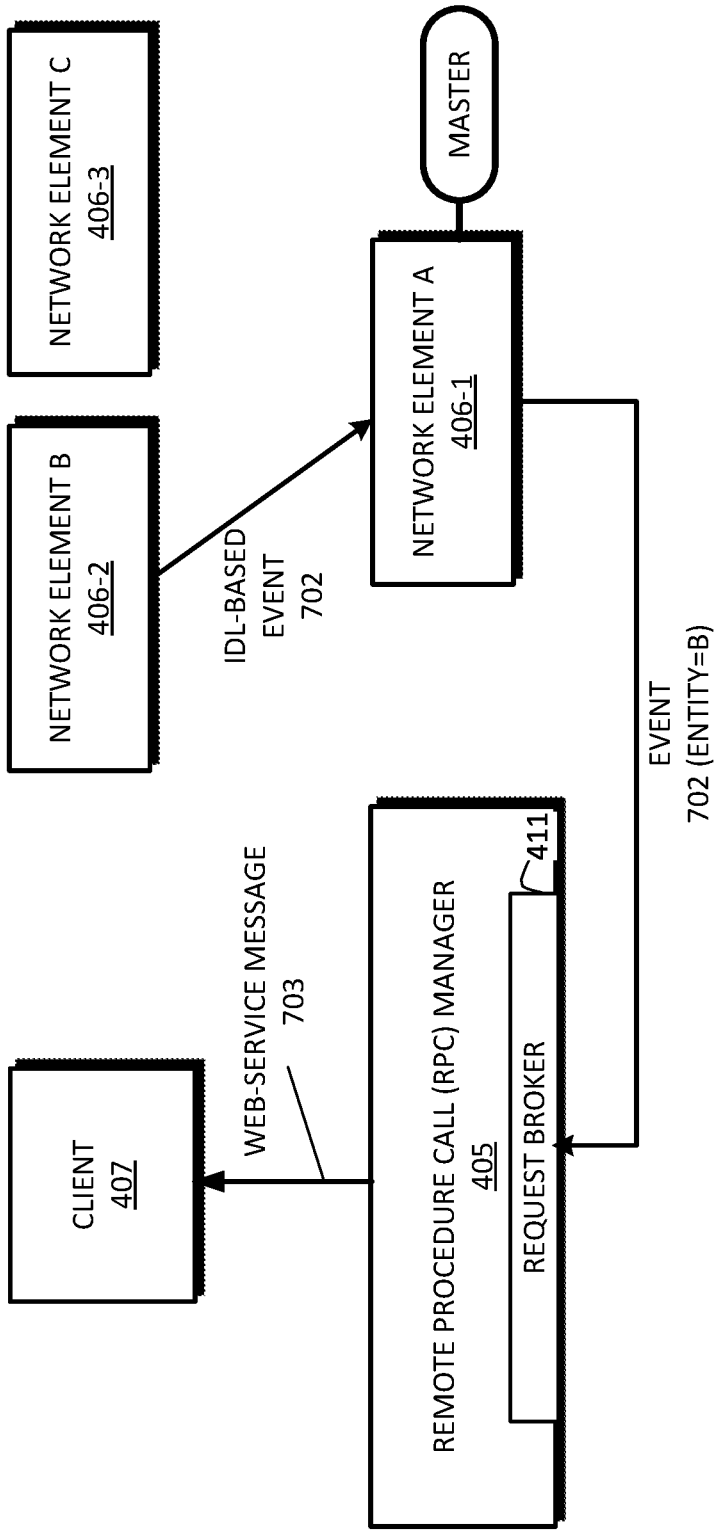 CLIENT
407
NETWORK ELEMENT B
406-2
NETWORK ELEMENT C
406-3
WEB-SERVICE MESSAGE
703
IDL-BASED
EVENT
702
REMOTE PROCEDURE CALL (RPC) MANAGER
405
REQUEST BROKER
411
NETWORK ELEMENT A
406-1
MASTER
EVENT
702 (ENTITY=B)